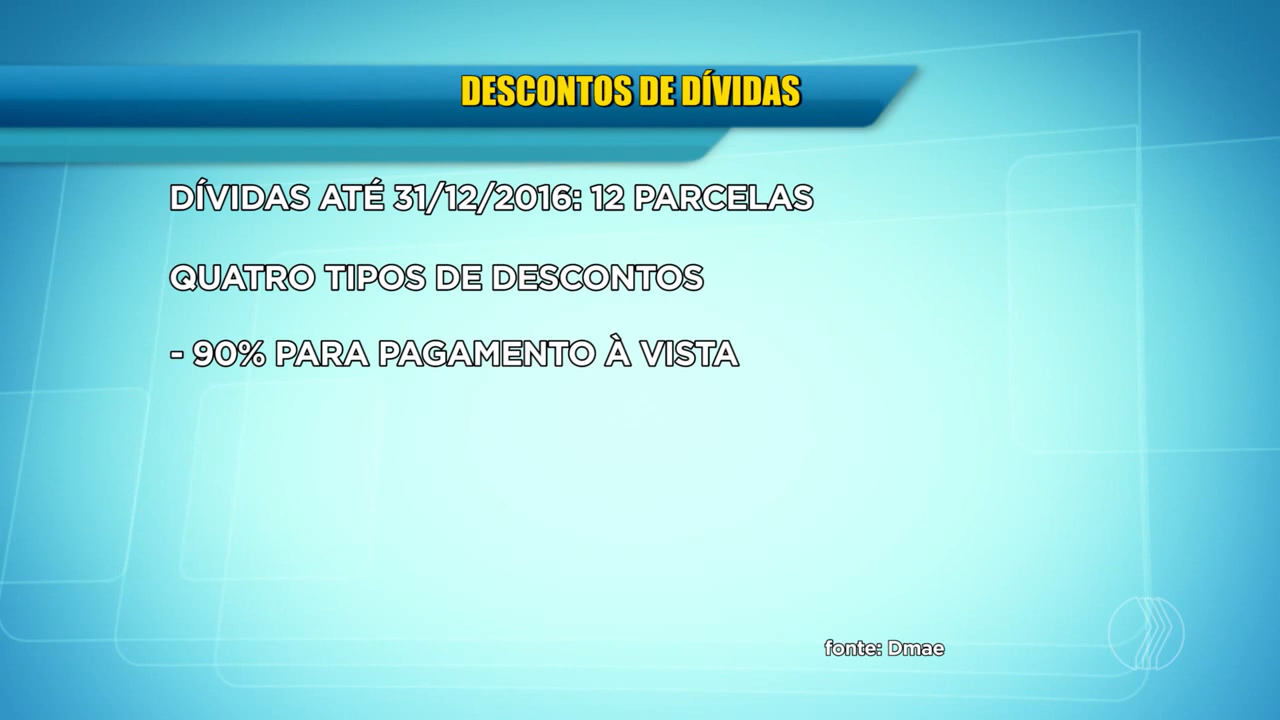 DESCONTOS DE DÍVIDAS
DÍVIDAS ATÉ 31/12/2016: 12 PARCELAS
QUATRO TIPOS DE DESCONTOS
- 90% PARA PAGAMENTO À VISTA
fonte: Dmae